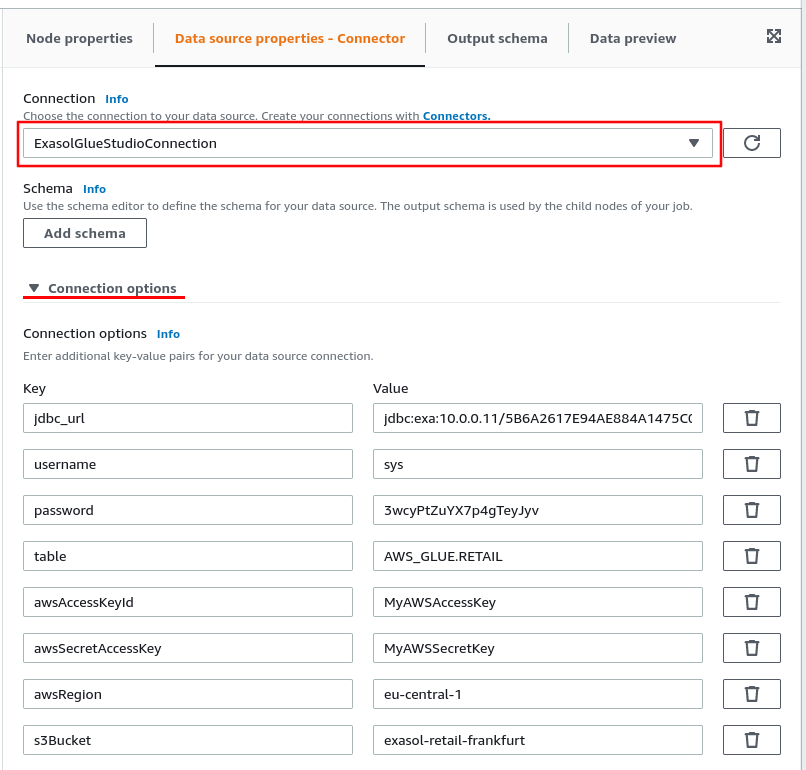 Node properties
Data source properties - Connector
Output schema
Data preview
Connection Info
Choose the connection to your data source. Create your connections with Connectors.
ExasolGlueStudioConnection
Schema Info
Use the schema editor to define the schema for your data source. The output schema is used by the child nodes of your job.
Add schema
Connection options
Connection options Info
Enter additional key-value pairs for your data source connection.
Key Value
jdbc_url jdbc:exa:10.0.0.11/5B6A2617E94AE884A1475C
username sys
password 3wcyPtZuYX7p4gTeyJyv
table AWS_GLUE.RETAIL
awsAccessKeyId MyAWSAccessKey
awsSecretAccessKey MyAWSSecretKey
awsRegion eu-central-1
s3Bucket exasol-retail-frankfurt